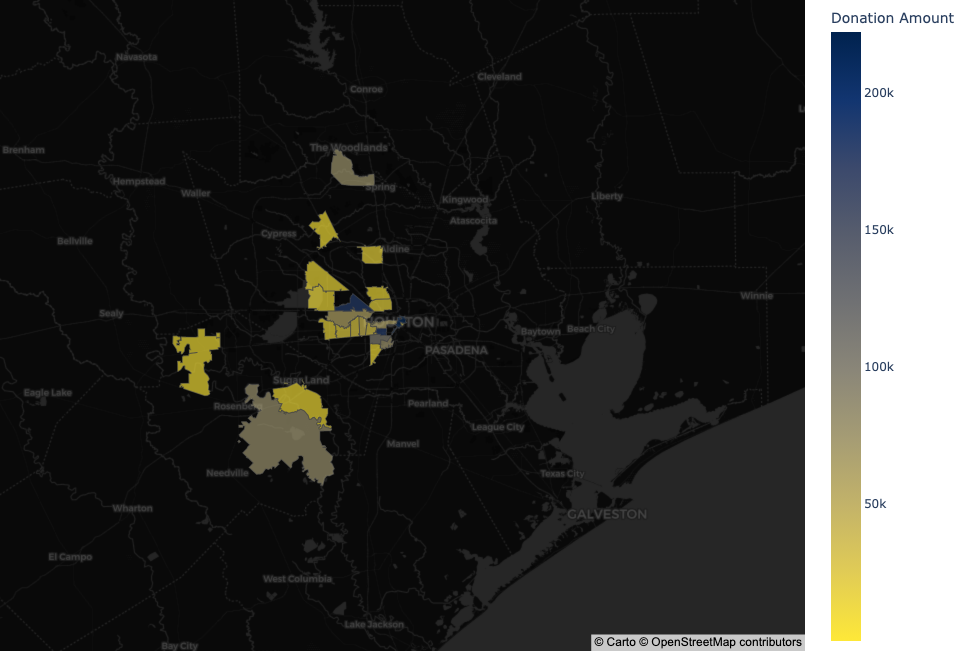 Donation Amount
Navasota
Cleveland
Conroe
Brenham
The Woodlands
Hempstead
Waller
Spring
Kingwood
Liberty
Atascocita
Cypress
Bellville
Aldine
Winnie
Sealy
HOUSTON
Baytown
Beach City
PASADENA
Sugar Land
Eagle Lake
Rosenberg
Pearland
League City
Manvel
Needville
Texas City
Wharton
GALVESTON
El Campo
West Columbia
Lake Jackson
Bay City
200k
150k
100k
50k
© Carto © OpenStreetMap contributors